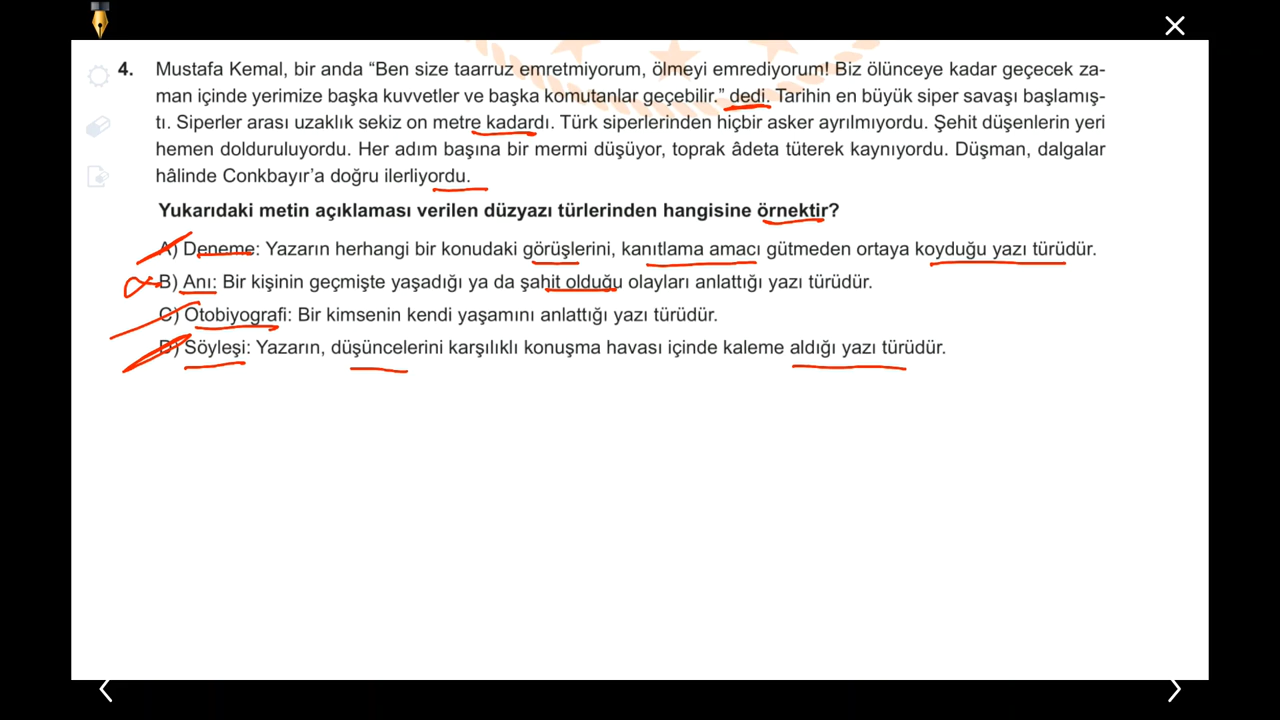 4. Mustafa Kemal, bir anda “Ben size taarruz emretmiyorum, ölmeyi emrediyorum! Biz ölünceye kadar geçecek za-
man içinde yerimize başka kuvvetler ve başka komutanlar geçebilir.” dedi. Tarihin en büyük siper savaşı başlamış-
tı. Siperler arası uzaklık sekiz on metre kadardı. Türk siperlerinden hiçbir asker ayrılmıyordu. Şehit düşenlerin yeri
hemen dolduruluyordu. Her adım başına bir mermi düşüyor, toprak âdeta tüterek kaynıyordu. Düşman, dalgalar
hâlinde Conkbayır’a doğru ilerliyordu.
Yukarıdaki metin açıklaması verilen düzyazı türlerinden hangisine örnektir?
A) Deneme: Yazarın herhangi bir konudaki görüşlerini, kanıtlama amacı gütmeden ortaya koyduğu yazı türüdür.
B) Anı: Bir kişinin geçmişte yaşadığı ya da şahit olduğu olayları anlattığı yazı türüdür.
C) Otobiyografi: Bir kimsenin kendi yaşamını anlattığı yazı türüdür.
D) Söyleşi: Yazarın, düşüncelerini karşılıklı konuşma havası içinde kaleme aldığı yazı türüdür.